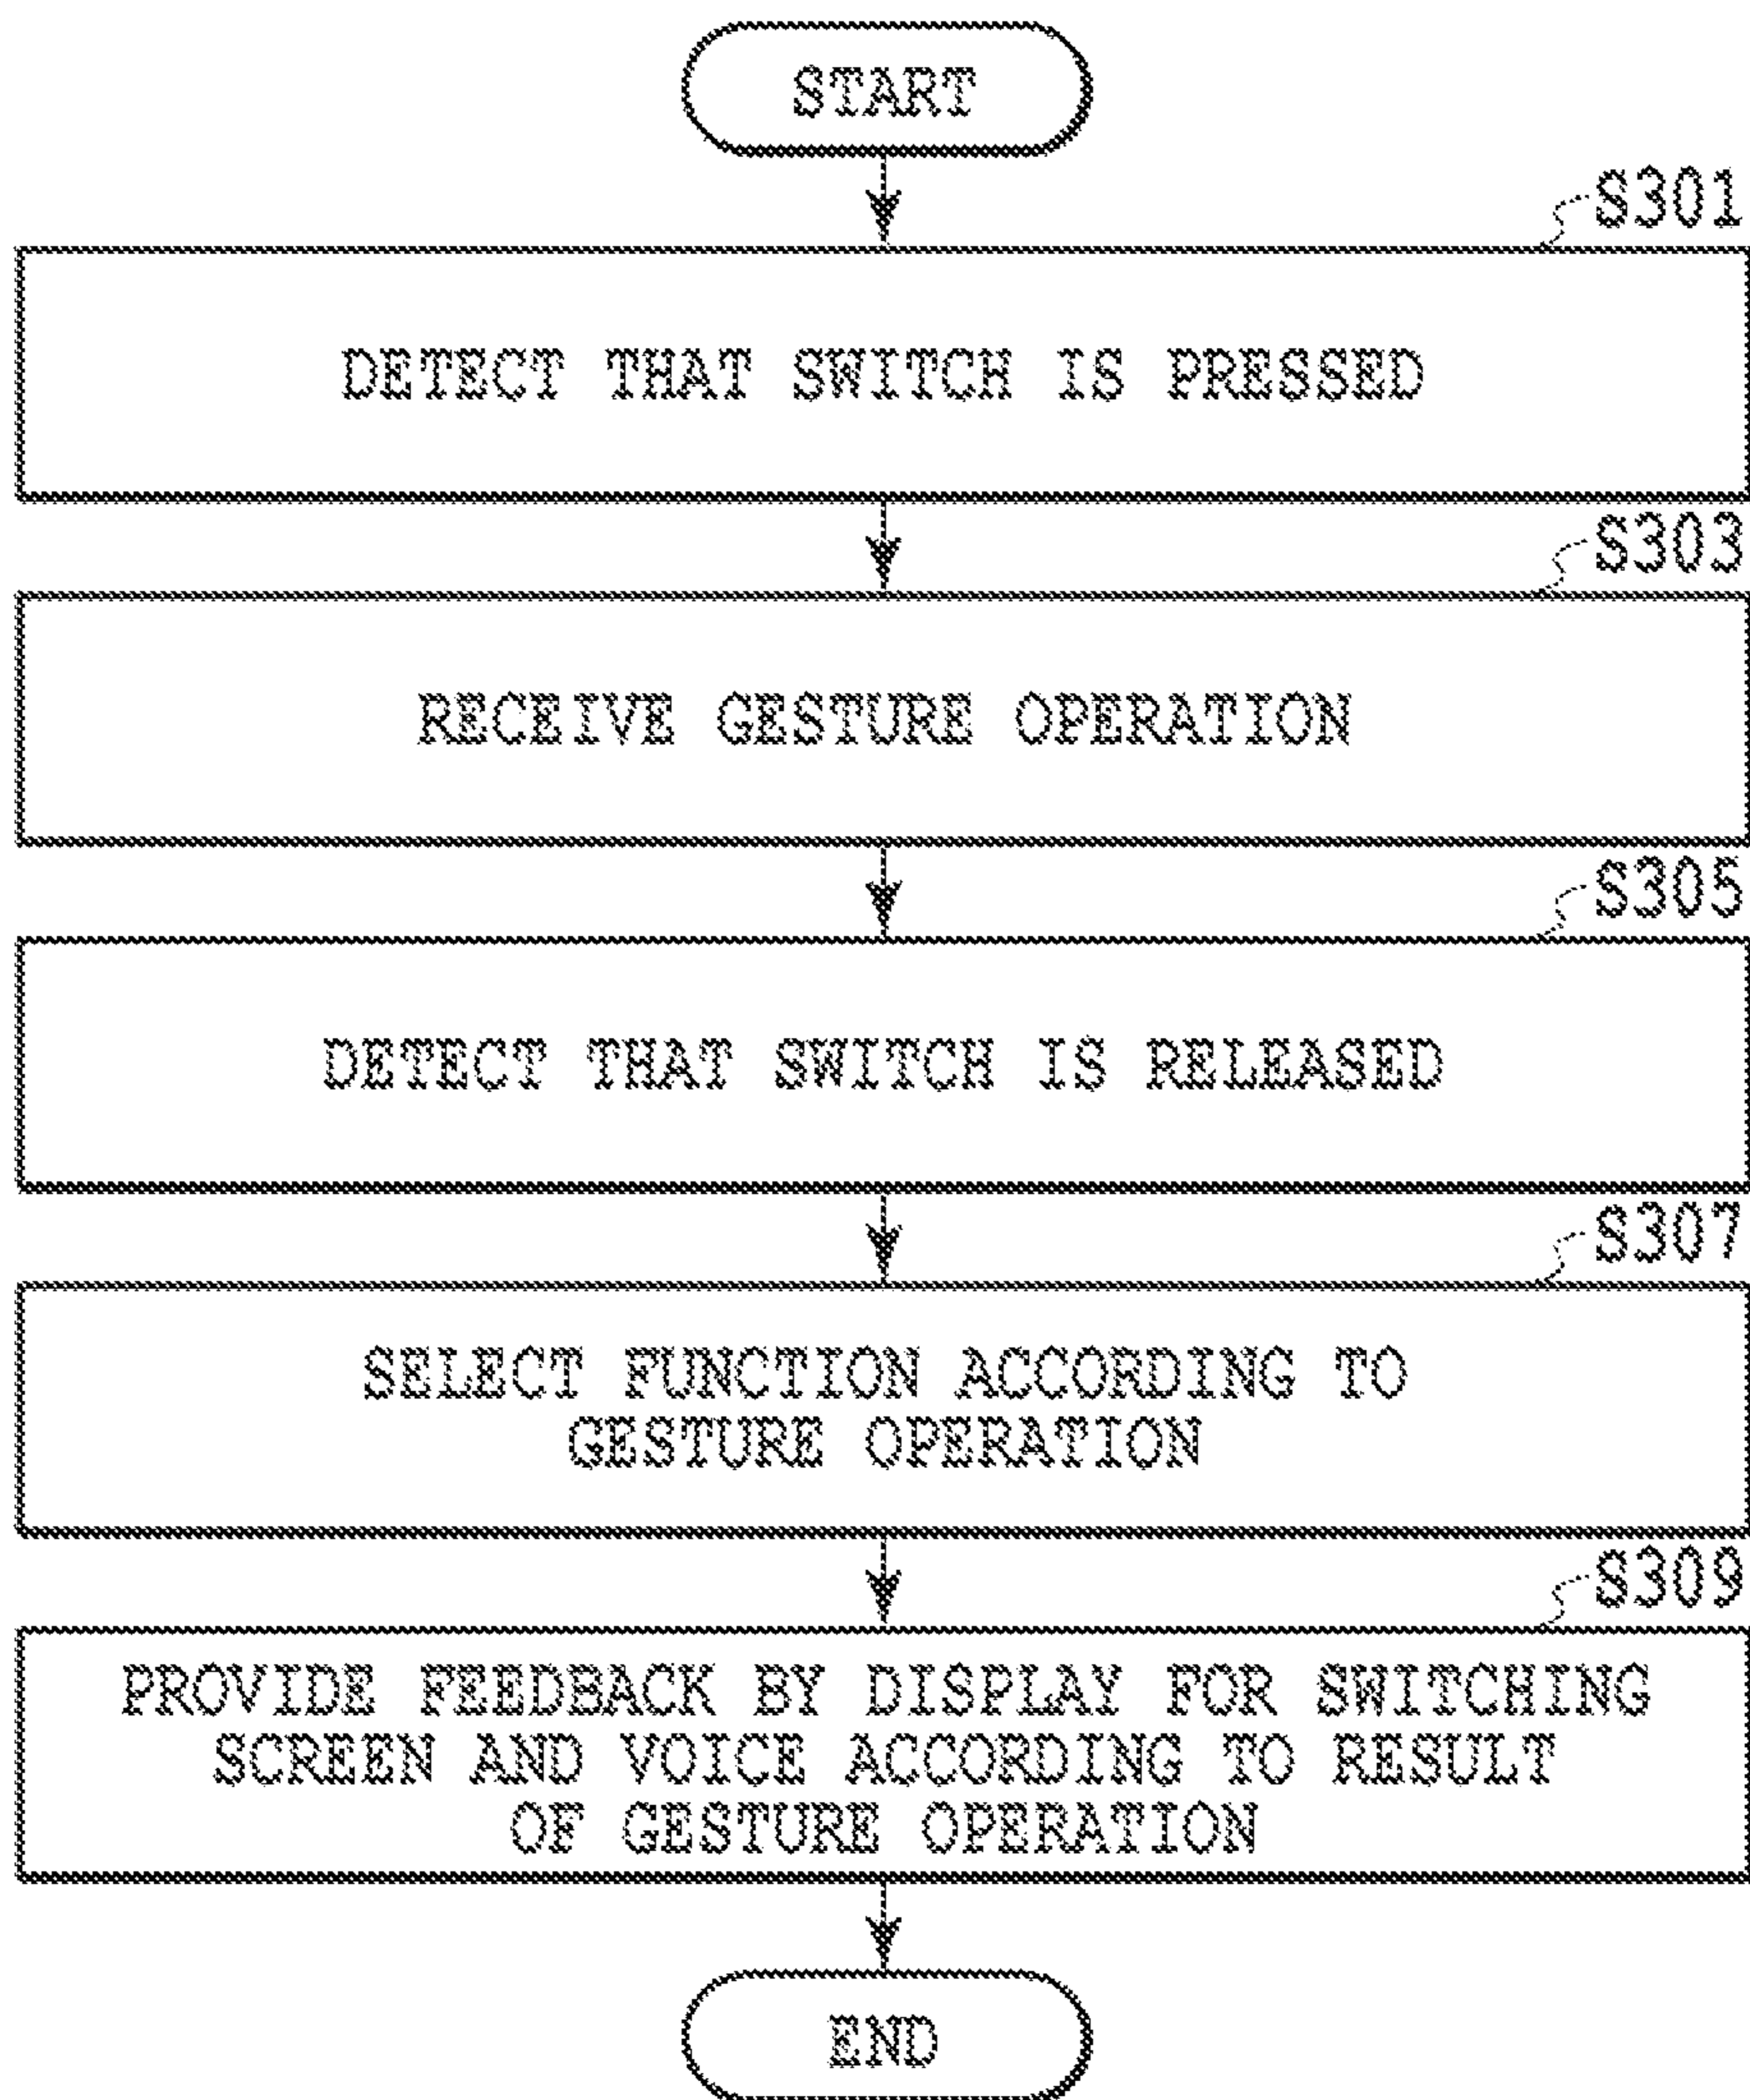 START
S301
DETECT THAT SWITCH IS PRESSED
S303
RECEIVE GESTURE OPERATION
S305
DETECT THAT SWITCH IS RELEASED
S307
SELECT FUNCTION ACCORDING TO
GESTURE OPERATION
S309
PROVIDE FEEDBACK BY DISPLAY FOR SWITCHING
SCREEN AND VOICE ACCORDING TO RESULT
OF GESTURE OPERATION
END